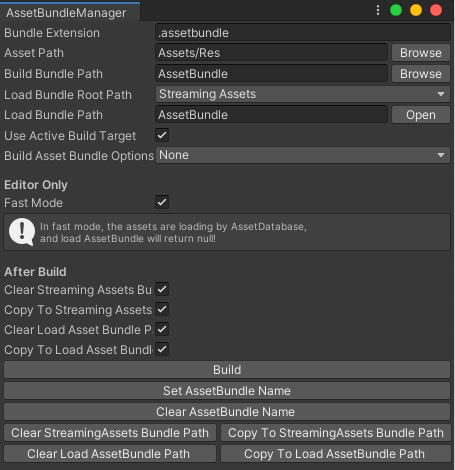 AssetBundleManager
Bundle Extension .assetbundle
Asset Path Assets/Res Browse
Build Bundle Path AssetBundle Browse
Load Bundle Root Path Streaming Assets
Load Bundle Path AssetBundle Open
Use Active Build Target
Build Asset Bundle Options None
Editor Only
Fast Mode
In fast mode, the assets are loading by AssetDatabase,
and load AssetBundle will return null!
After Build
Clear Streaming Assets Bu
Copy To Streaming Assets
Clear Load Asset Bundle P
Copy To Load Asset Bundl
Build
Set AssetBundle Name
Clear AssetBundle Name
Clear StreamingAssets Bundle Path Copy To StreamingAssets Bundle Path
Clear Load AssetBundle Path Copy To Load AssetBundle Path